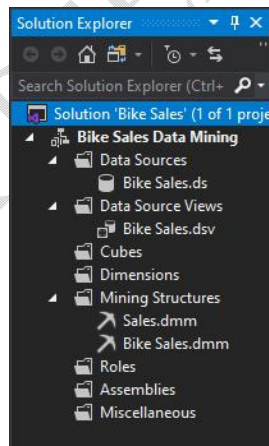 Solution Explorer
Search Solution Explorer (Ctrl+
Solution 'Bike Sales' (1 of 1 proje
Bike Sales Data Mining
Data Sources
Bike Sales.ds
Data Source Views
Bike Sales.dsv
Cubes
Dimensions
Mining Structures
Sales.dmm
Bike Sales.dmm
Roles
Assemblies
Miscellaneous